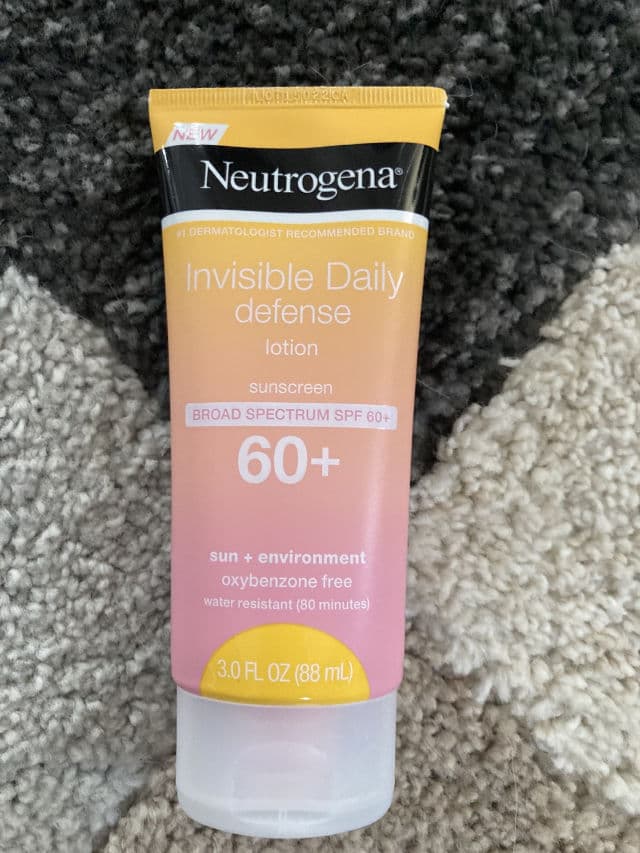 NEW
Neutrogena®
#1 DERMATOLOGIST RECOMMENDED BRAND
Invisible Daily
defense
lotion
sunscreen
BROAD SPECTRUM SPF 60+
60+
sun + environment
oxybenzone free
water resistant (80 minutes)
3.0 FL OZ (88 mL)